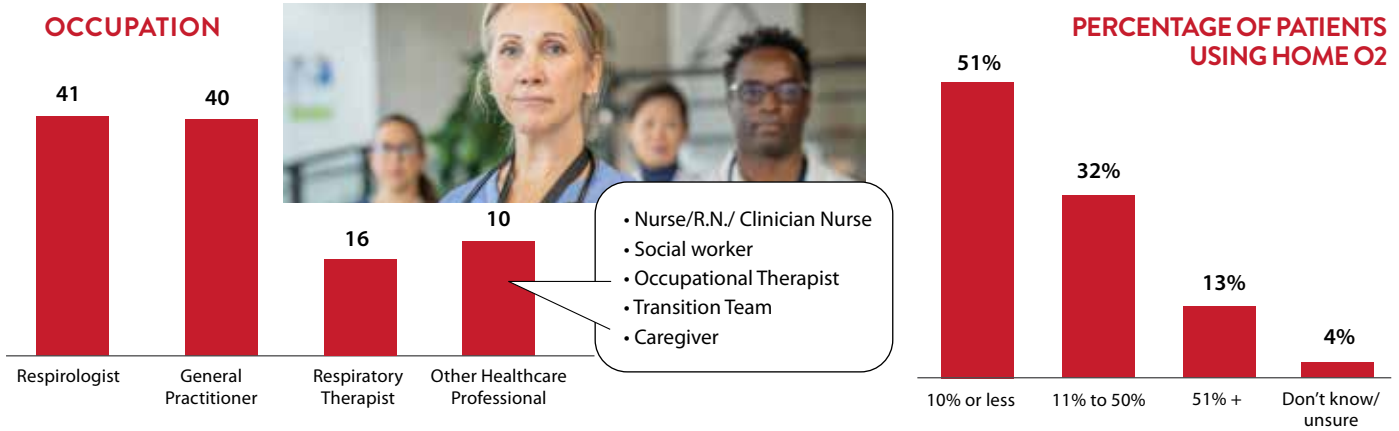 OCCUPATION
41
40
16
10
Respirologist
General
Practitioner
Respiratory
Therapist
Other Healthcare
Professional
• Nurse/R.N./ Clinician Nurse
• Social worker
• Occupational Therapist
• Transition Team
• Caregiver
PERCENTAGE OF PATIENTS
USING HOME O2
51%
32%
13%
4%
10% or less
11% to 50%
51% +
Don't know/
unsure